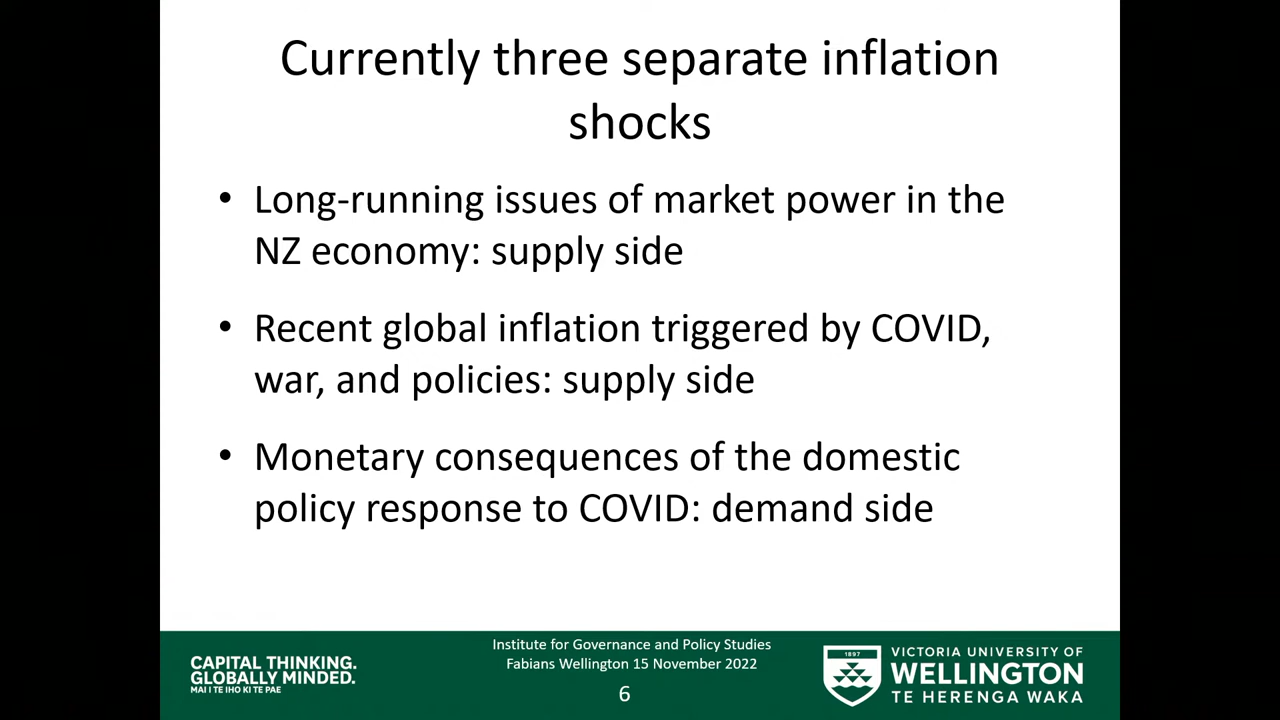 Currently three separate inflation
shocks
• Long-running issues of market power in the
NZ economy: supply side
• Recent global inflation triggered by COVID,
war, and policies: supply side
• Monetary consequences of the domestic
policy response to COVID: demand side
CAPITAL THINKING.
GLOBALLY MINDED.
MAI I TE IHO KI TE PAE
Institute for Governance and Policy Studies
Fabians Wellington 15 November 2022
6
1897
VICTORIA UNIVERSITY OF
WELLINGTON
TE HERENGA WAKA